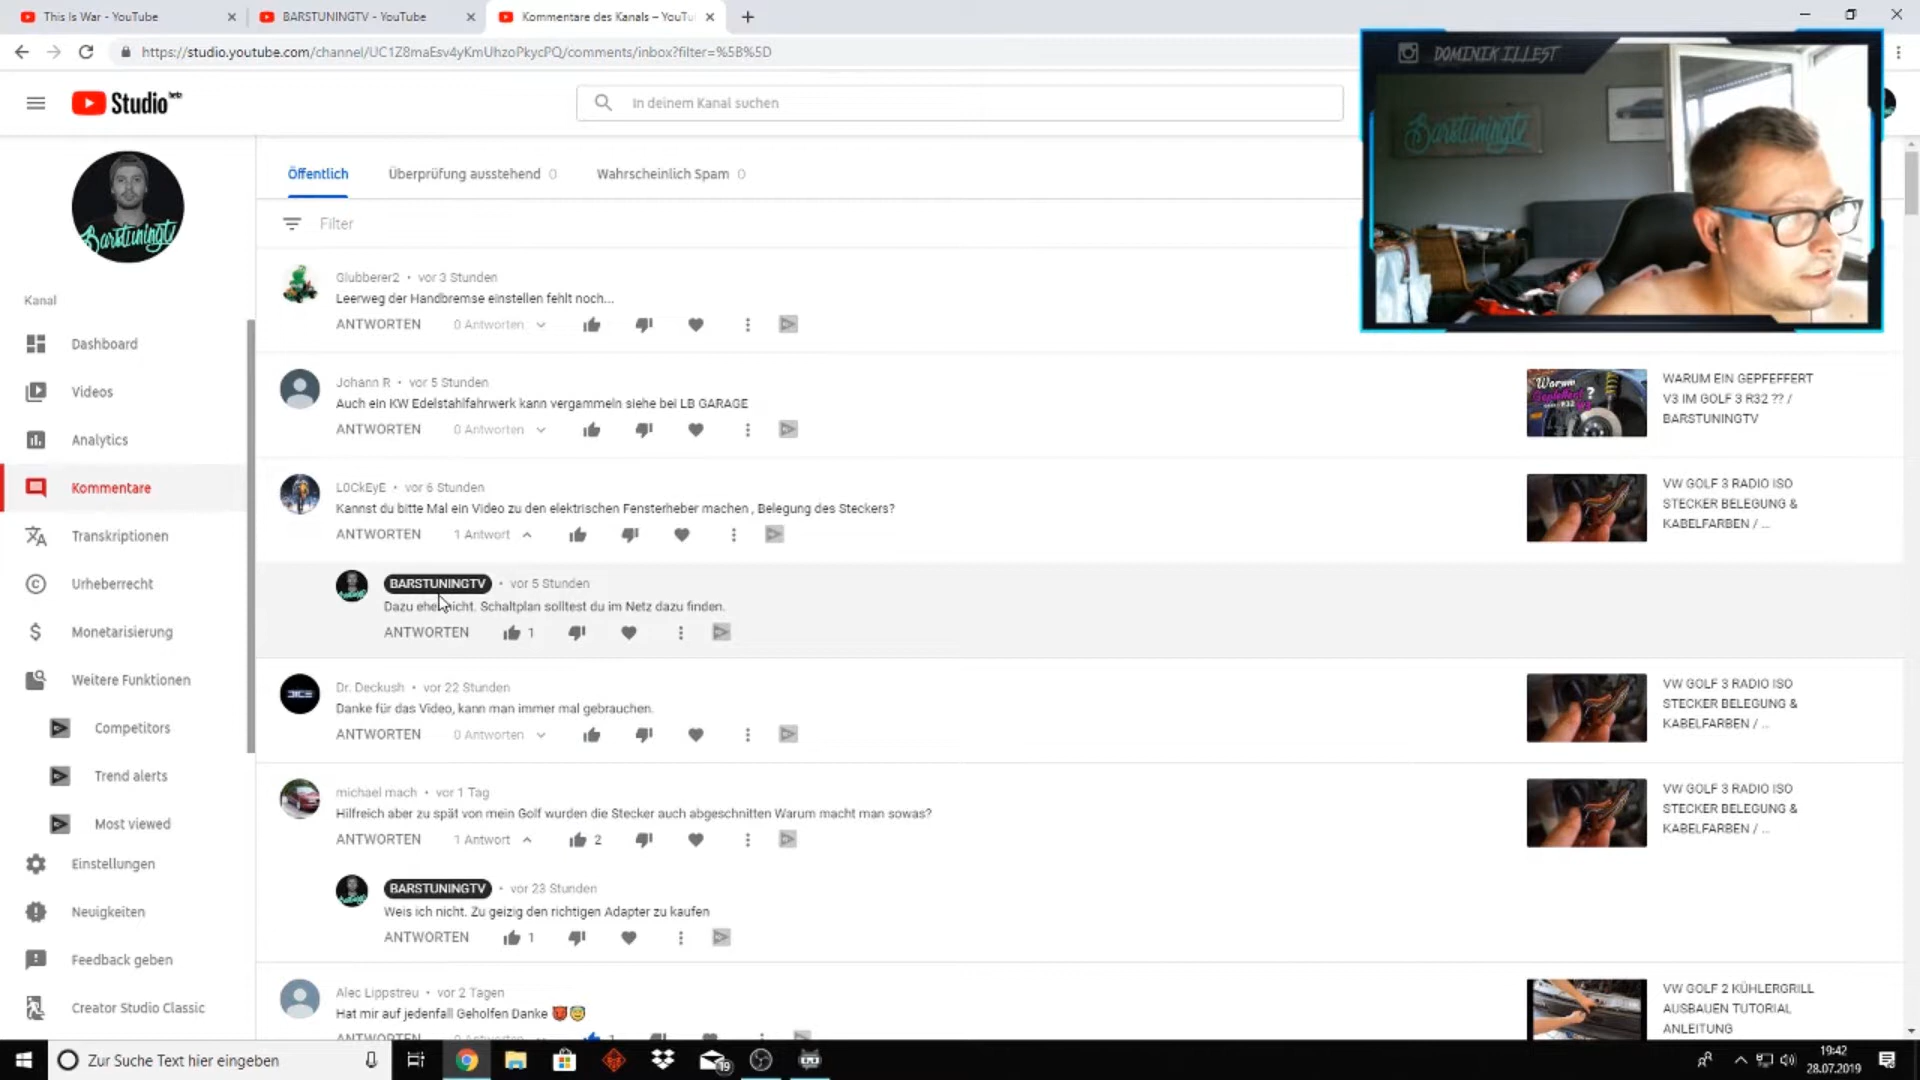 This Is War - YouTube
BARSTUNINGTV - YouTube
Kommentare des Kanals – YouTu
https://studio.youtube.com/channel/UC1Z8maEsv4yKmUhzoPkycPQ/comments/inbox?filter=%5B%5D
DOMINIK ILLEST
Studio beta
In deinem Kanal suchen
Barstuningtv
Öffentlich
Überprüfung ausstehend 0
Wahrscheinlich Spam 0
Filter
Kanal
Dashboard
Videos
Analytics
Kommentare
Transkriptionen
Urheberrecht
Monetarisierung
Weitere Funktionen
Competitors
Trend alerts
Most viewed
Einstellungen
Neuigkeiten
Feedback geben
Creator Studio Classic
Glubberer2 • vor 3 Stunden
Leerweg der Handbremse einstellen fehlt noch...
ANTWORTEN 0 Antworten
Johann R • vor 5 Stunden
Auch ein KW Edelstahlfahrwerk kann vergammeln siehe bei LB GARAGE
ANTWORTEN 0 Antworten
WARUM EIN GEPFEFFERT
V3 IM GOLF 3 R32 ?? /
BARSTUNINGTV
L0CkEyE • vor 6 Stunden
Kannst du bitte Mal ein Video zu den elektrischen Fensterheber machen , Belegung des Steckers?
ANTWORTEN 1 Antwort
VW GOLF 3 RADIO ISO
STECKER BELEGUNG &
KABELFARBEN / ...
BARSTUNINGTV • vor 5 Stunden
Dazu eher nicht. Schaltplan solltest du im Netz dazu finden.
ANTWORTEN 1
Dr. Deckush • vor 22 Stunden
Danke für das Video, kann man immer mal gebrauchen.
ANTWORTEN 0 Antworten
VW GOLF 3 RADIO ISO
STECKER BELEGUNG &
KABELFARBEN / ...
michael mach • vor 1 Tag
Hilfreich aber zu spät von mein Golf wurden die Stecker auch abgeschnitten Warum macht man sowas?
ANTWORTEN 1 Antwort 2
VW GOLF 3 RADIO ISO
STECKER BELEGUNG &
KABELFARBEN / ...
BARSTUNINGTV • vor 23 Stunden
Weis ich nicht. Zu geizig den richtigen Adapter zu kaufen
ANTWORTEN 1
Alec Lippstreu • vor 2 Tagen
Hat mir auf jedenfall Geholfen Danke
VW GOLF 2 KÜHLERGRILL
AUSBAUEN TUTORIAL
ANLEITUNG
Zur Suche Text hier eingeben
19
19:42
28.07.2019